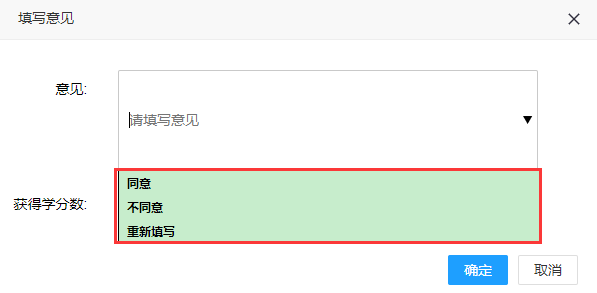 填写意见
意见:
请填写意见
获得学分数:
同意
不同意
重新填写
确定
取消